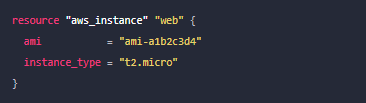 resource "aws_instance" "web" {
  ami           = "ami-a1b2c3d4"
  instance_type = "t2.micro"
}